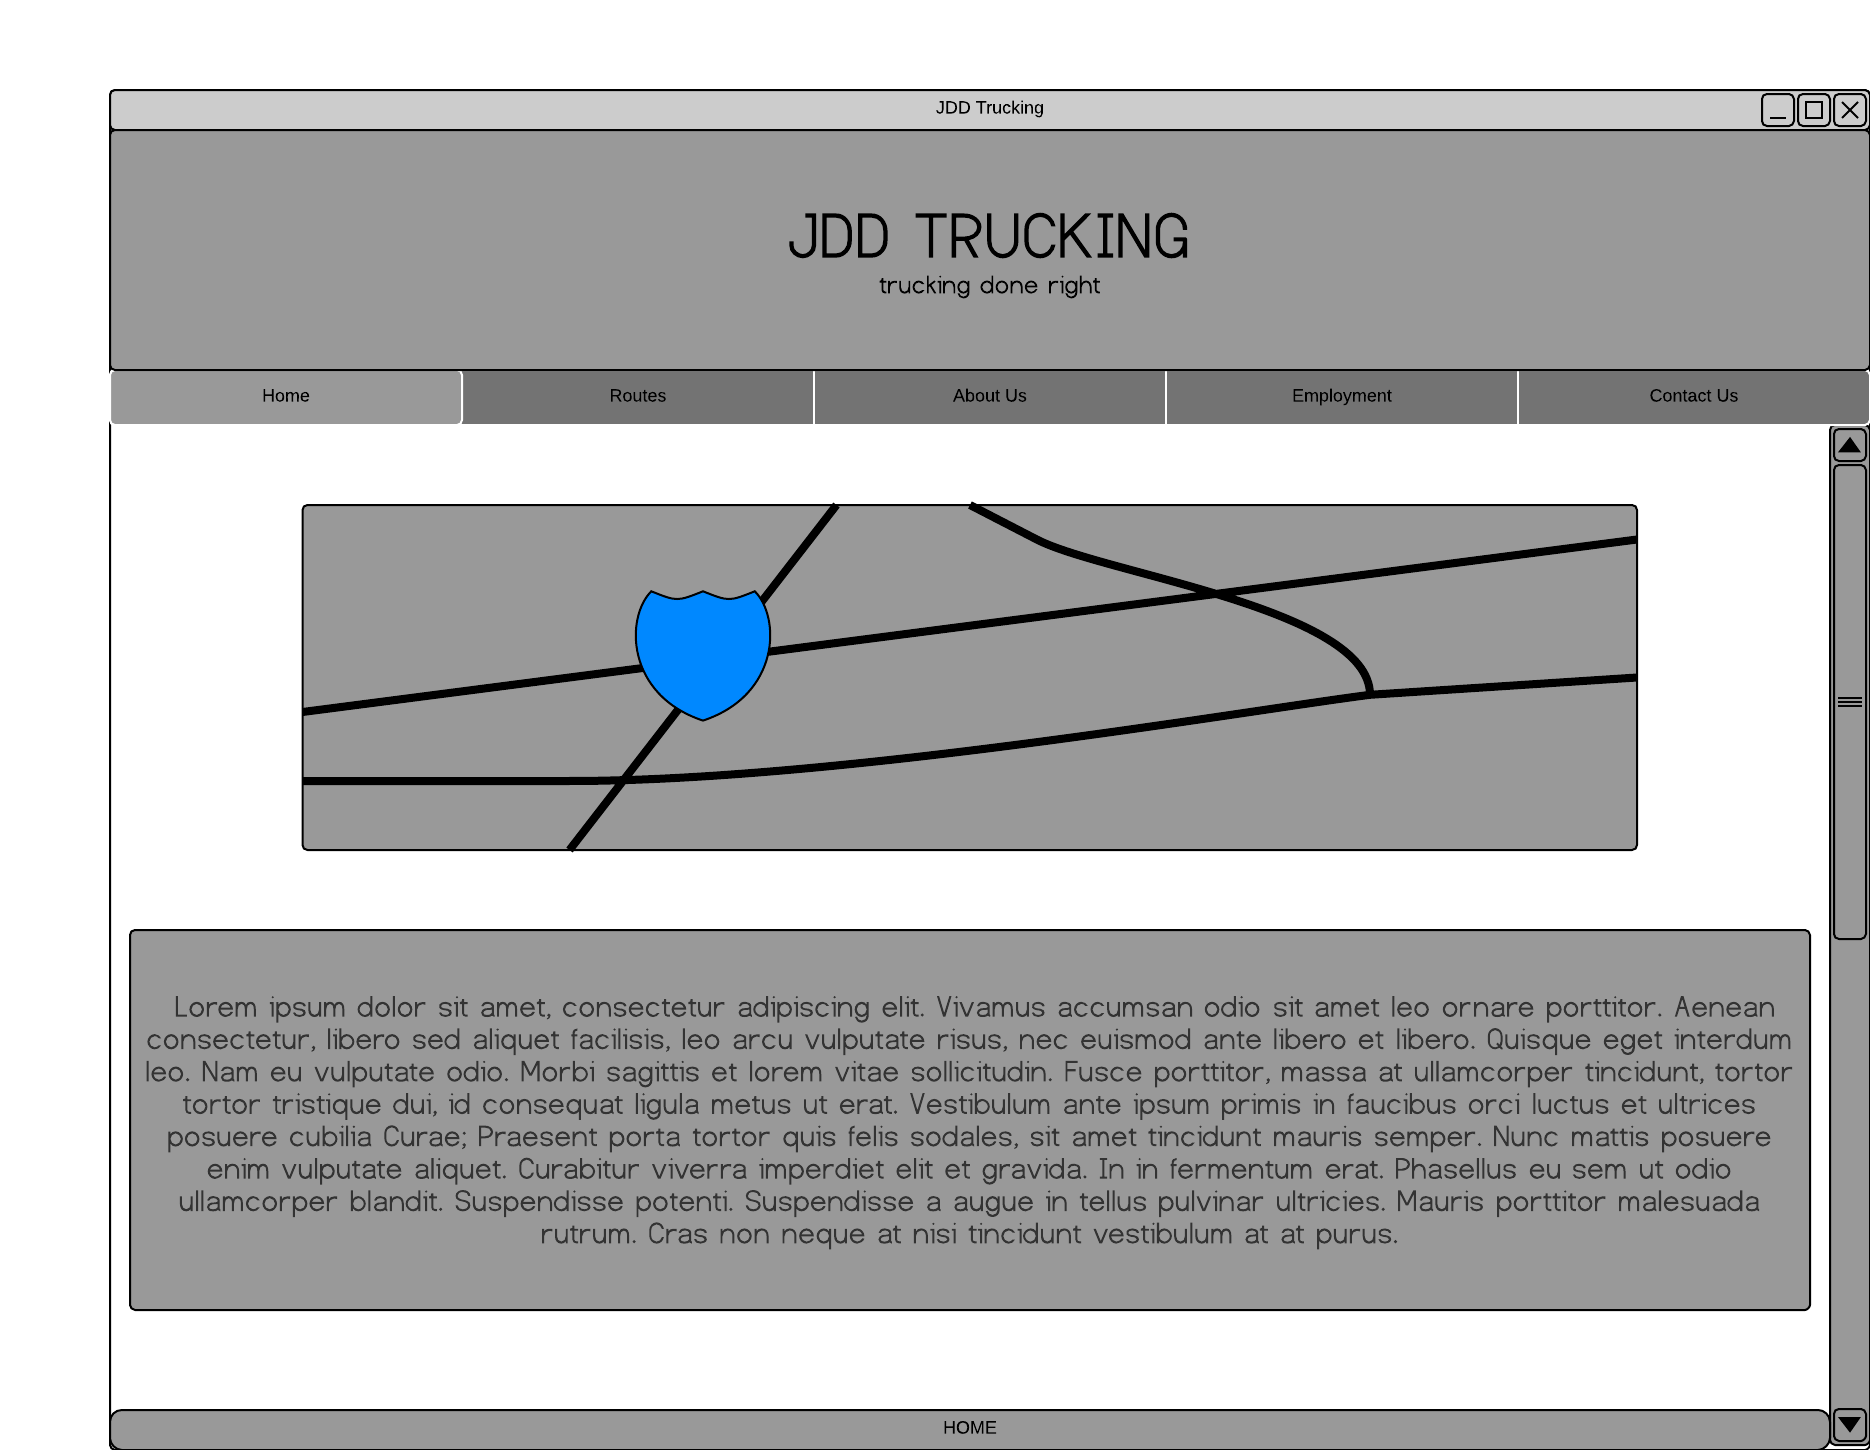 JDD Trucking
JDD TRUCKING
trucking done right
Home
Routes
About Us
Employment
Contact Us
Lorem ipsum dolor sit amet, consectetur adipiscing elit. Vivamus accumsan odio sit amet leo ornare porttitor. Aenean
consectetur, libero sed aliquet facilisis, leo arcu vulputate risus, nec euismod ante libero et libero. Quisque eget interdum
leo. Nam eu vulputate odio. Morbi sagittis et lorem vitae sollicitudin. Fusce porttitor, massa at ullamcorper tincidunt, tortor
tortor tristique dui, id consequat ligula metus ut erat. Vestibulum ante ipsum primis in faucibus orci luctus et ultrices
posuere cubilia Curae; Praesent porta tortor quis felis sodales, sit amet tincidunt mauris semper. Nunc mattis posuere
enim vulputate aliquet. Curabitur viverra imperdiet elit et gravida. In in fermentum erat. Phasellus eu sem ut odio
ullamcorper blandit. Suspendisse potenti. Suspendisse a augue in tellus pulvinar ultricies. Mauris porttitor malesuada
rutrum. Cras non neque at nisi tincidunt vestibulum at at purus.
HOME